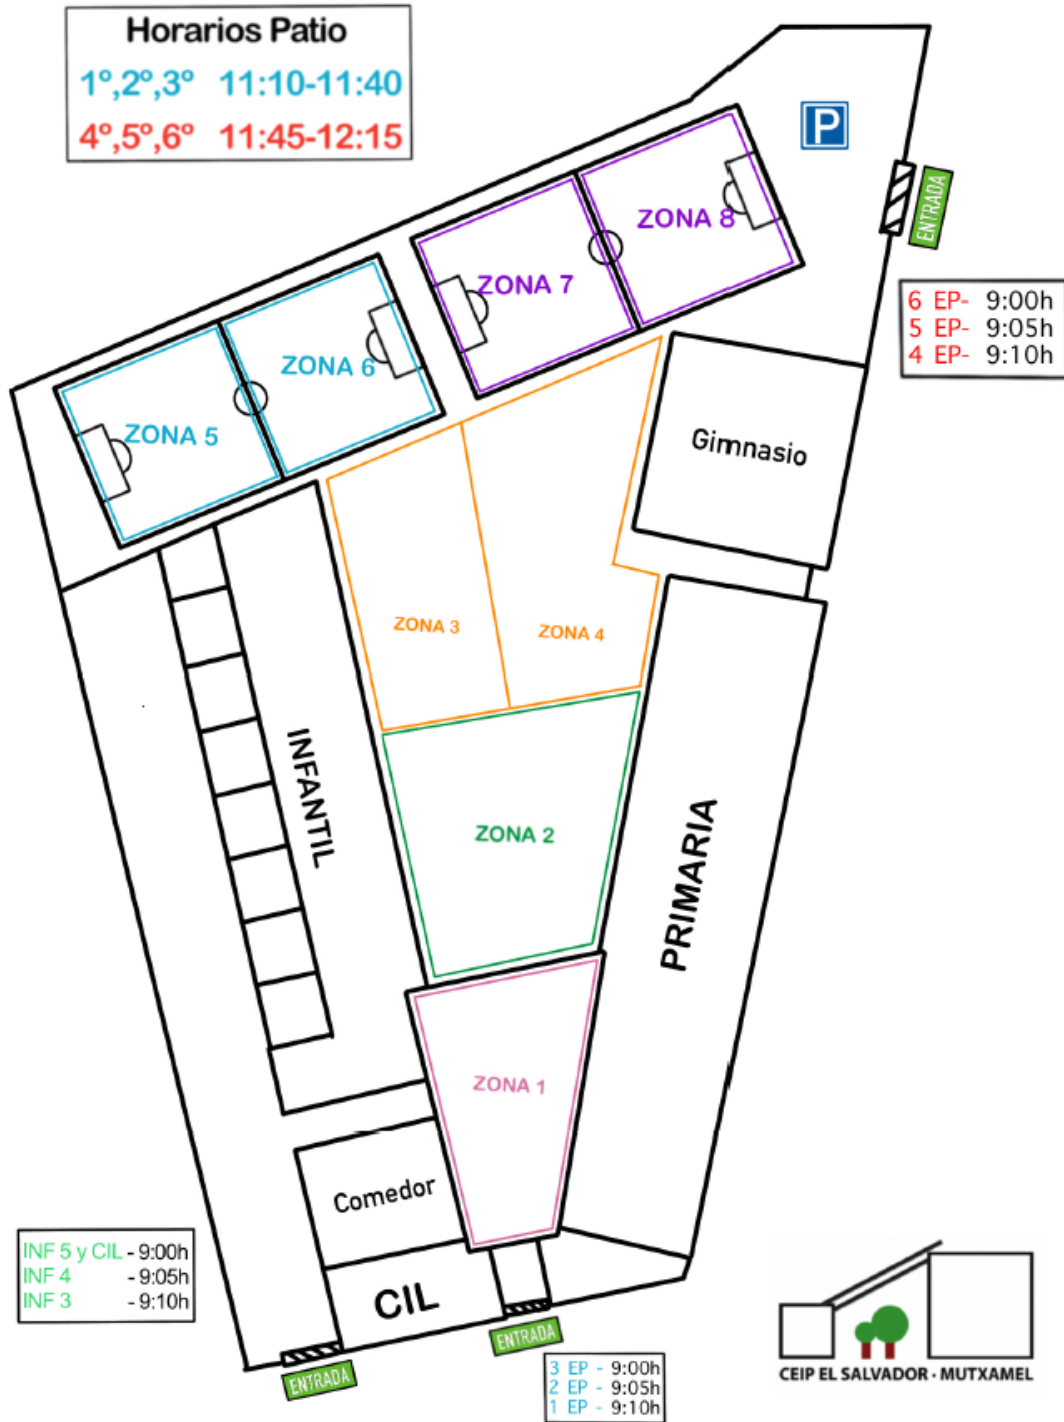 Horarios Patio
1º,2º,3º 11:10-11:40
4º,5º,6º 11:45-12:15
P
ENTRADA
ZONA 8
ZONA 7
6 EP- 9:00h
5 EP- 9:05h
4 EP- 9:10h
ZONA 6
ZONA 5
Gimnasio
ZONA 3
ZONA 4
INFANTIL
ZONA 2
PRIMARIA
ZONA 1
Comedor
INF 5 y CIL - 9:00h
INF 4 - 9:05h
INF 3 - 9:10h
CIL
ENTRADA
ENTRADA
3 EP - 9:00h
2 EP - 9:05h
1 EP - 9:10h
CEIP EL SALVADOR · MUTXAMEL